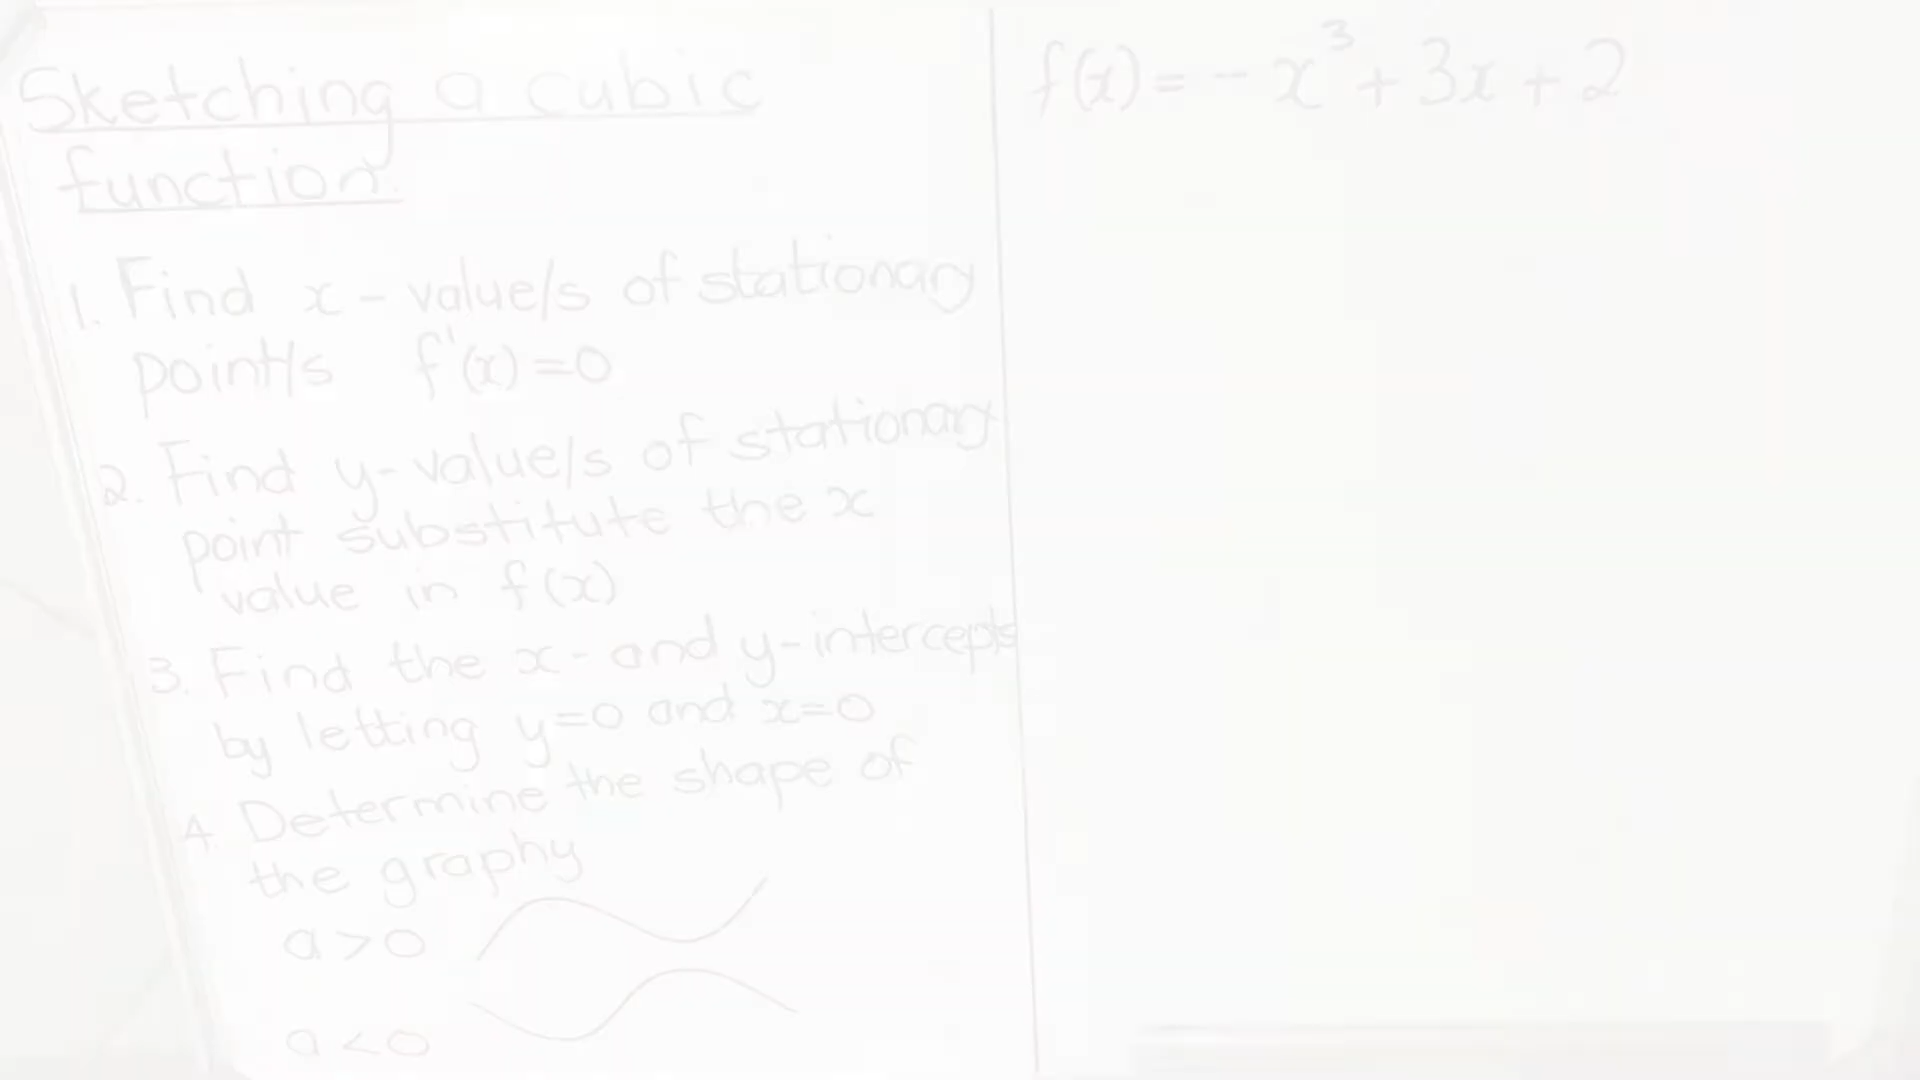 Sketching a cubic
function.
1. Find x-value/s of stationary
point/s f'(x)=0
2. Find y-value/s of stationary
point substitute the x
value in f(x)
3. Find the x- and y-intercepts
by letting y=0 and x=0
4. Determine the shape of
the graphy
a>0
a<0
f(x) = -x³ + 3x + 2